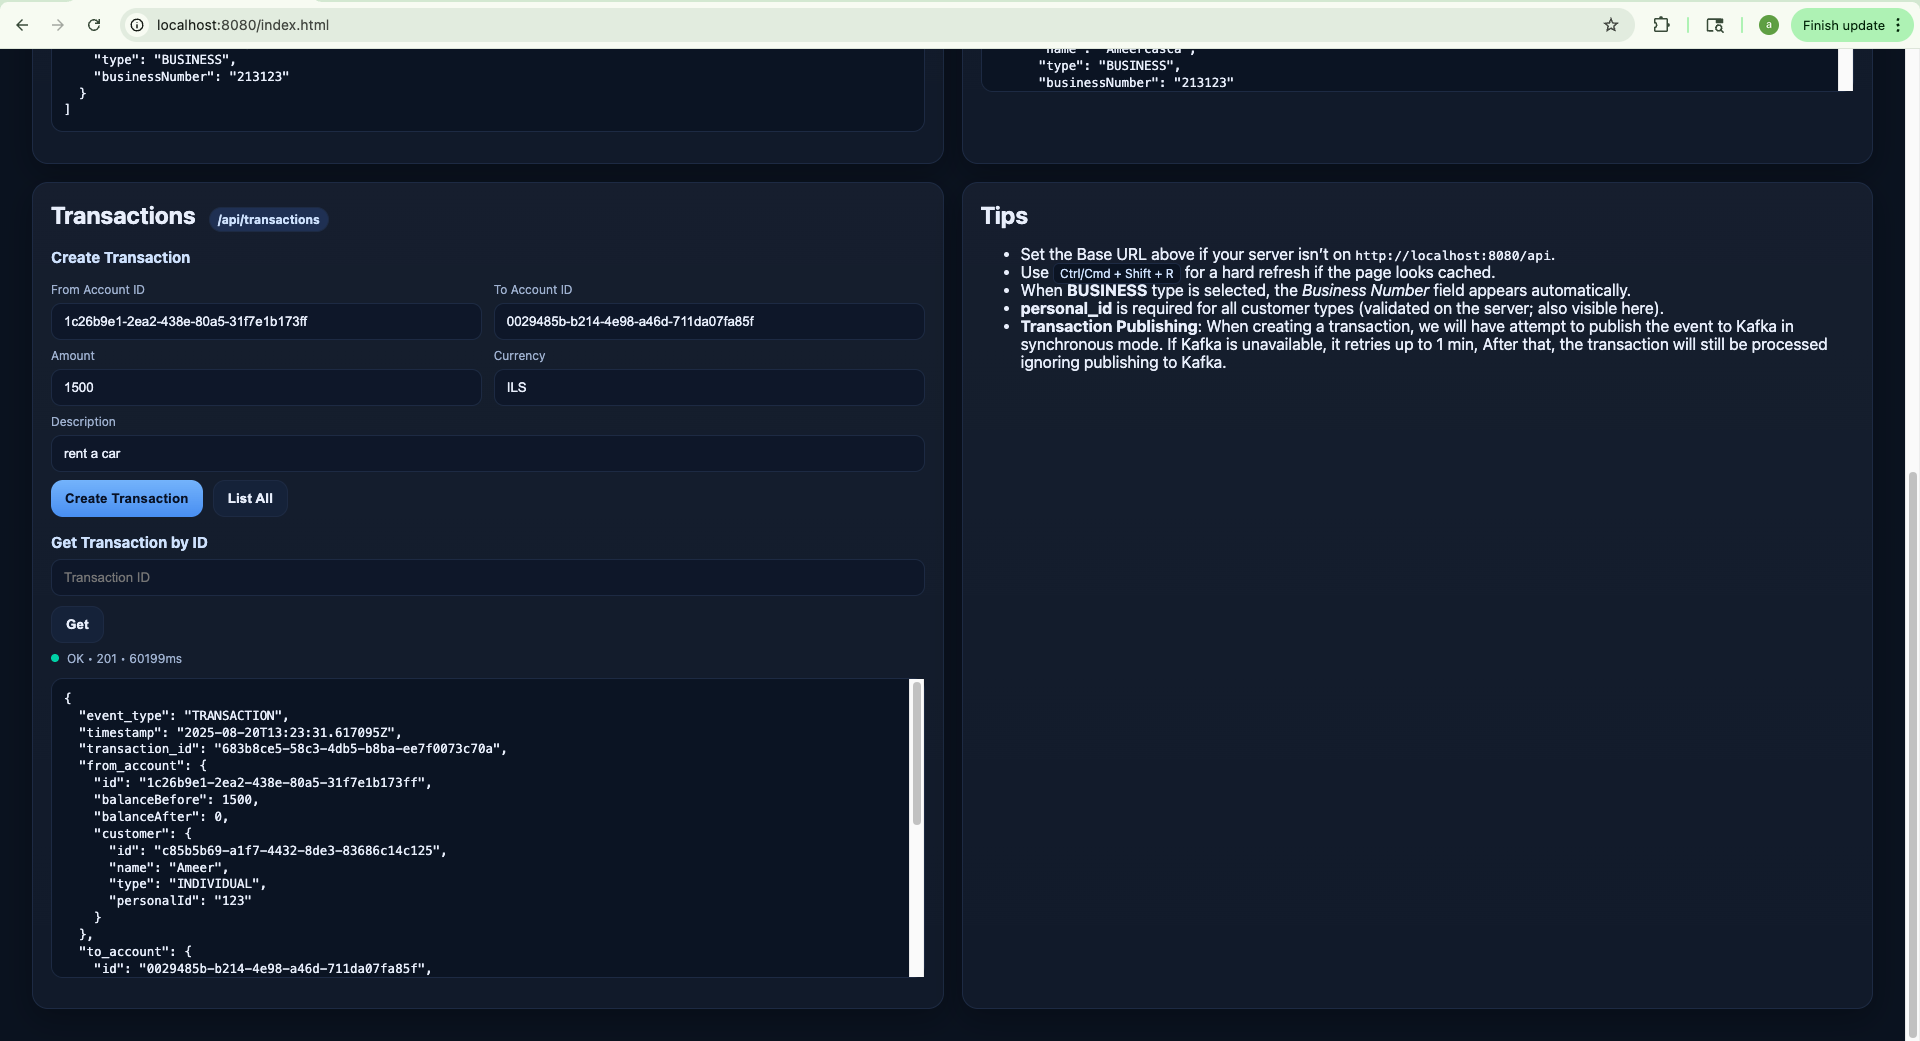 localhost:8080/index.html
a
Finish update
"type": "BUSINESS",
"businessNumber": "213123"
}
]
"name": "Ameercasca",
"type": "BUSINESS",
"businessNumber": "213123"
Transactions /api/transactions
Create Transaction
From Account ID
To Account ID
1c26b9e1-2ea2-438e-80a5-31f7e1b173ff
0029485b-b214-4e98-a46d-711da07fa85f
Amount
Currency
1500
ILS
Description
rent a car
Create Transaction
List All
Get Transaction by ID
Transaction ID
Get
OK • 201 • 60199ms
{
"event_type": "TRANSACTION",
"timestamp": "2025-08-20T13:23:31.617095Z",
"transaction_id": "683b8ce5-58c3-4db5-b8ba-ee7f0073c70a",
"from_account": {
"id": "1c26b9e1-2ea2-438e-80a5-31f7e1b173ff",
"balanceBefore": 1500,
"balanceAfter": 0,
"customer": {
"id": "c85b5b69-a1f7-4432-8de3-83686c14c125",
"name": "Ameer",
"type": "INDIVIDUAL",
"personalId": "123"
}
},
"to_account": {
"id": "0029485b-b214-4e98-a46d-711da07fa85f",
Tips
• Set the Base URL above if your server isn’t on http://localhost:8080/api.
• Use Ctrl/Cmd + Shift + R for a hard refresh if the page looks cached.
• When BUSINESS type is selected, the Business Number field appears automatically.
• personal_id is required for all customer types (validated on the server; also visible here).
• Transaction Publishing: When creating a transaction, we will have attempt to publish the event to Kafka in
synchronous mode. If Kafka is unavailable, it retries up to 1 min, After that, the transaction will still be processed
ignoring publishing to Kafka.